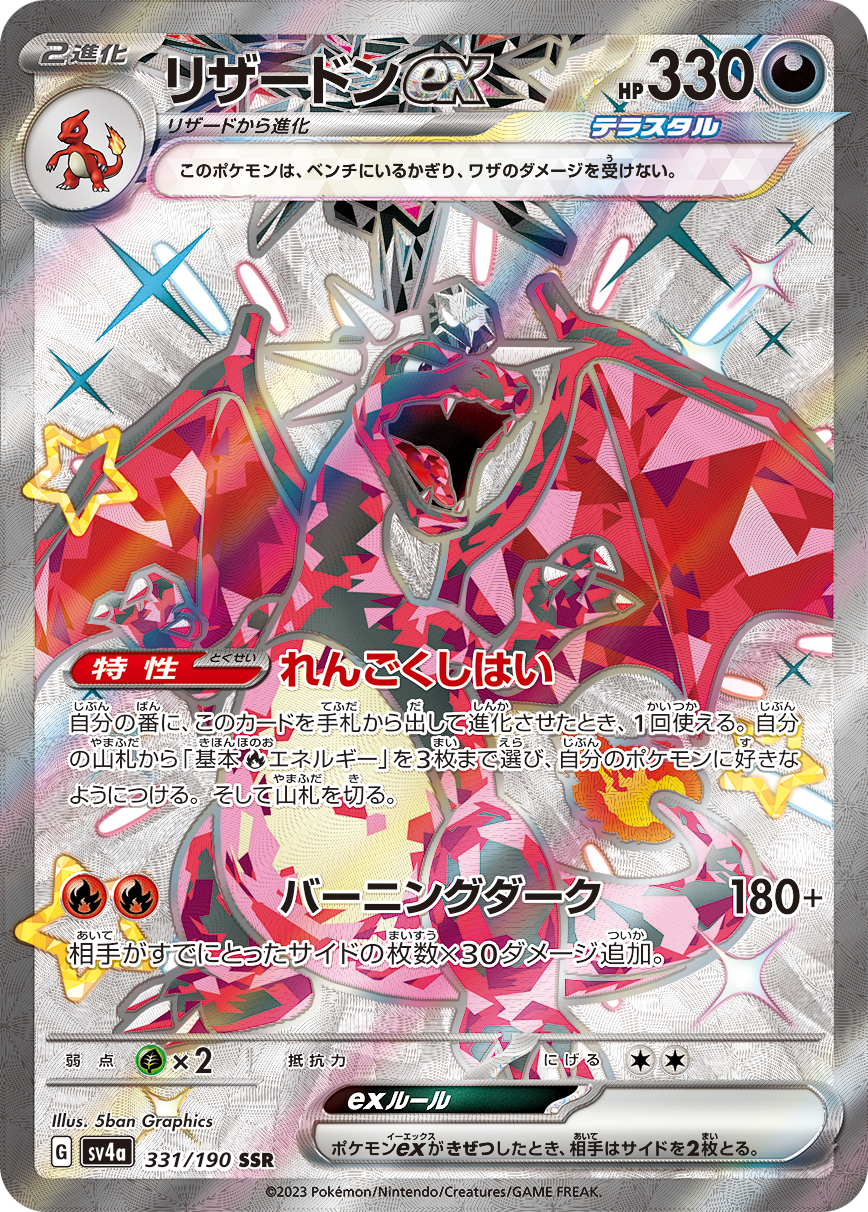 2進化 リザードンex HP330
リザードから進化 テラスタル
このポケモンは、ベンチにいるかぎり、ワザのダメージを受けない。
特性 とくせい れんごくしはい
自分の番に、このカードを手札から出して進化させたとき、1回使える。自分
の山札から「基本エネルギー」を3枚まで選び、自分のポケモンに好きな
ようにつける。そして山札を切る。
バーニングダーク 180+
相手がすでにとったサイドの枚数×30ダメージ追加。
弱点 ×2 抵抗力 にげる
exルール
Illus. 5ban Graphics
ポケモンexがきぜつしたとき、相手はサイドを2枚とる。
G sv4a 331/190 SSR
©2023 Pokémon/Nintendo/Creatures/GAME FREAK.